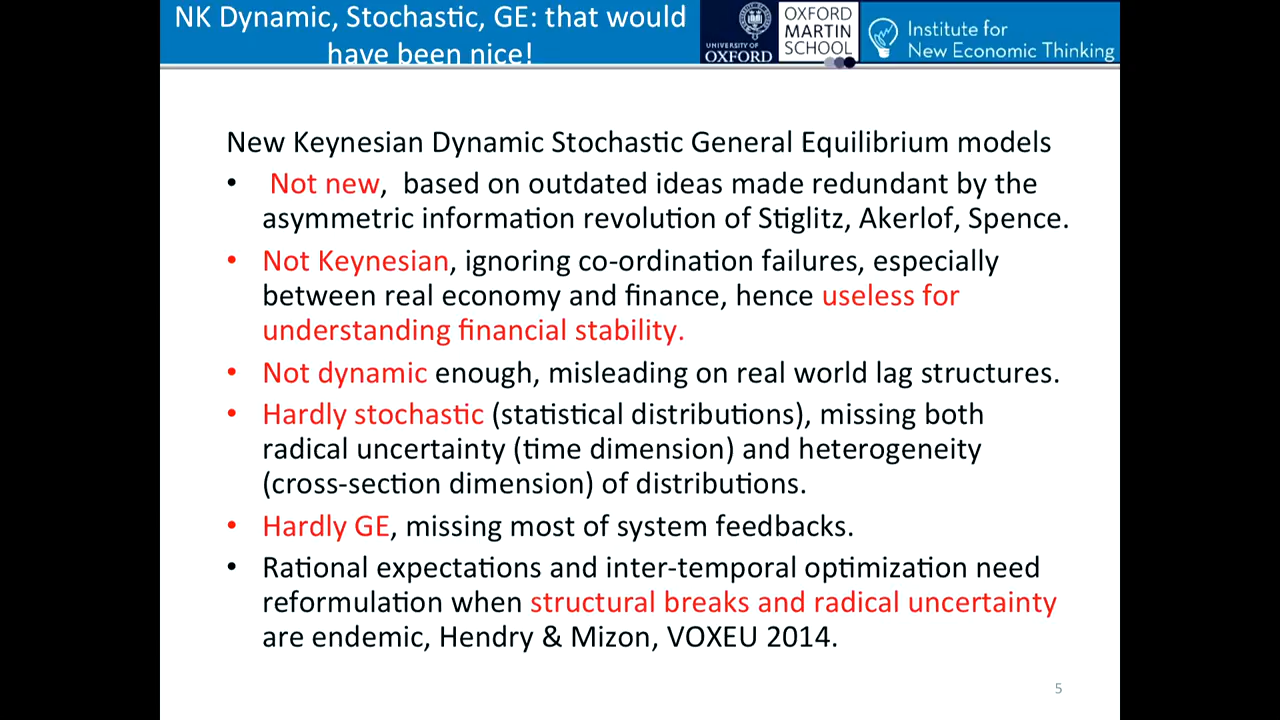 NK Dynamic, Stochastic, GE: that would
have been nice!
UNIVERSITY OF
OXFORD
OXFORD
MARTIN
SCHOOL
Institute for
New Economic Thinking
New Keynesian Dynamic Stochastic General Equilibrium models
• Not new, based on outdated ideas made redundant by the
asymmetric information revolution of Stiglitz, Akerlof, Spence.
• Not Keynesian, ignoring co-ordination failures, especially
between real economy and finance, hence useless for
understanding financial stability.
• Not dynamic enough, misleading on real world lag structures.
• Hardly stochastic (statistical distributions), missing both
radical uncertainty (time dimension) and heterogeneity
(cross-section dimension) of distributions.
• Hardly GE, missing most of system feedbacks.
• Rational expectations and inter-temporal optimization need
reformulation when structural breaks and radical uncertainty
are endemic, Hendry & Mizon, VOXEU 2014.
5